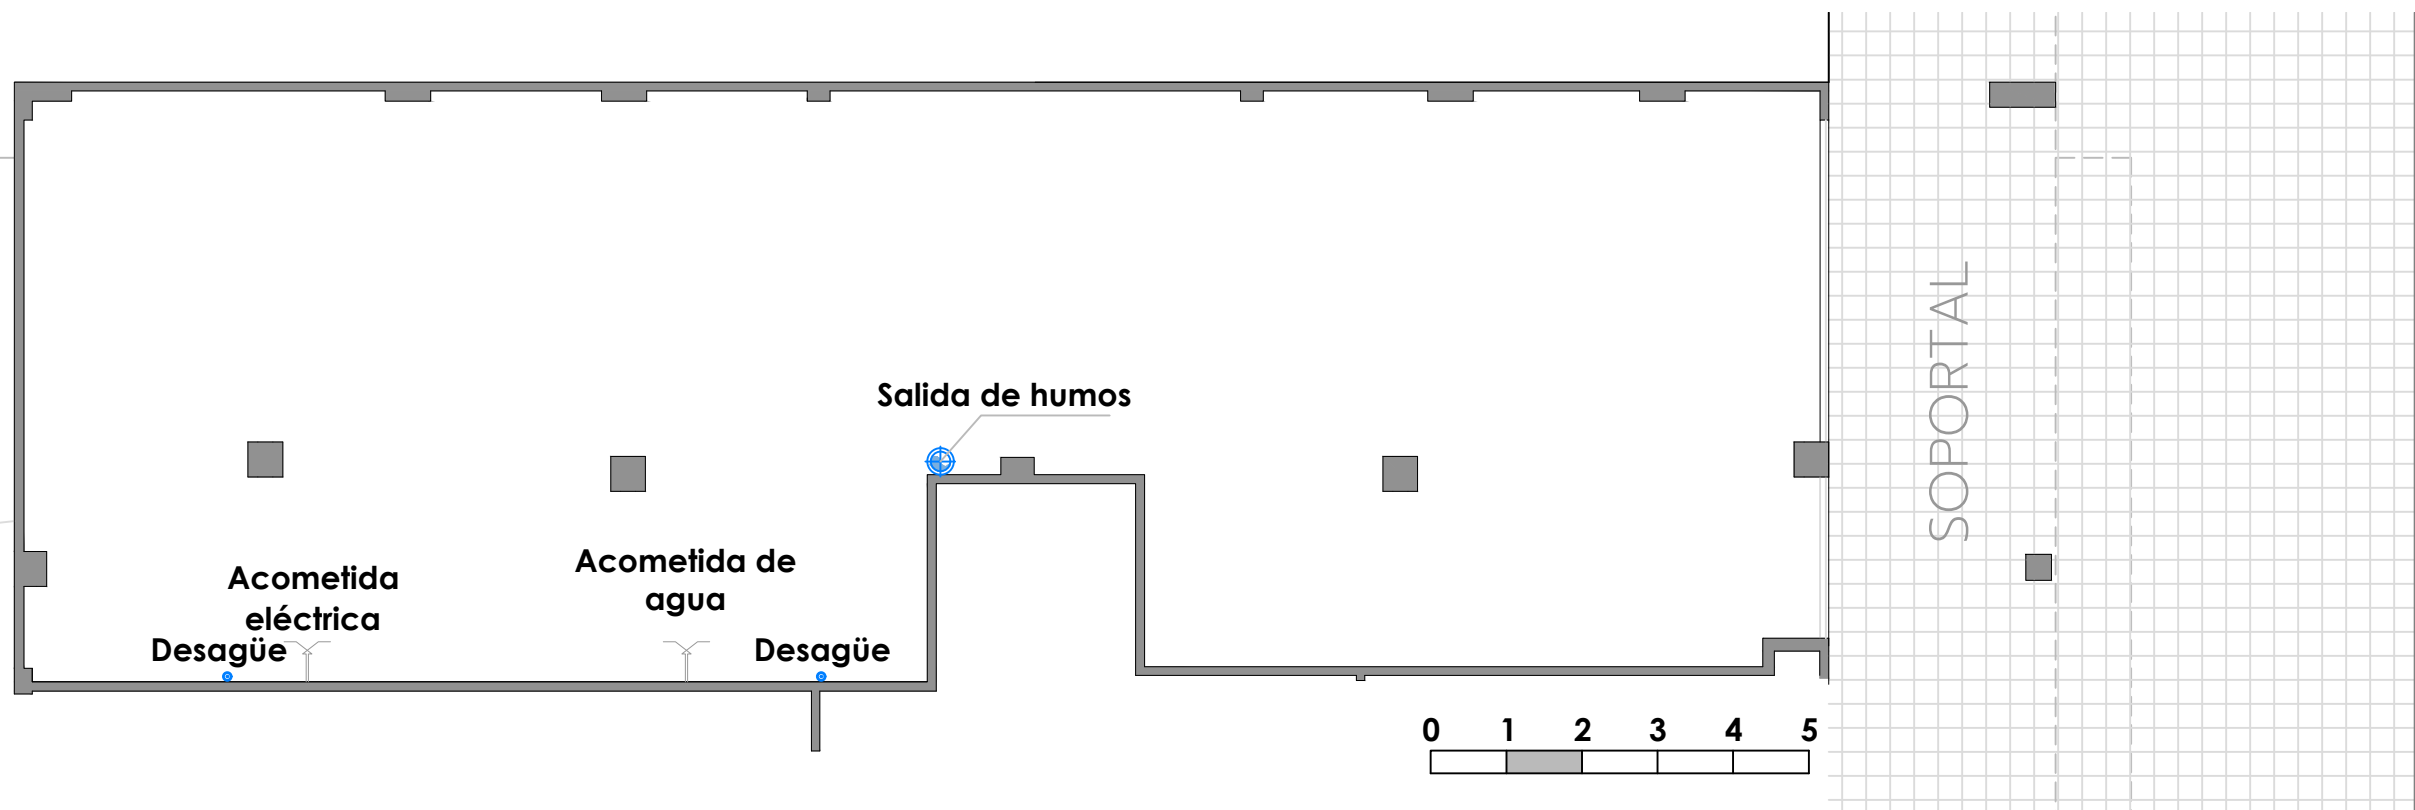 Salida de humos
SOPORTAL
Acometida de
agua
Acometida
eléctrica
Desagüe
Desagüe
0 1 2 3 4 5